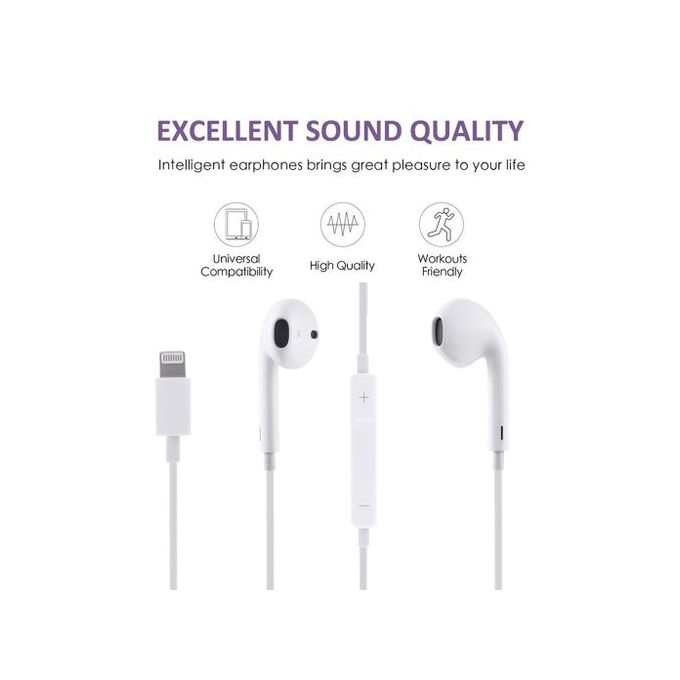 EXCELLENT SOUND QUALITY
Intelligent earphones brings great pleasure to your life
Universal
Compatibility
High Quality
Workouts
Friendly
+
−